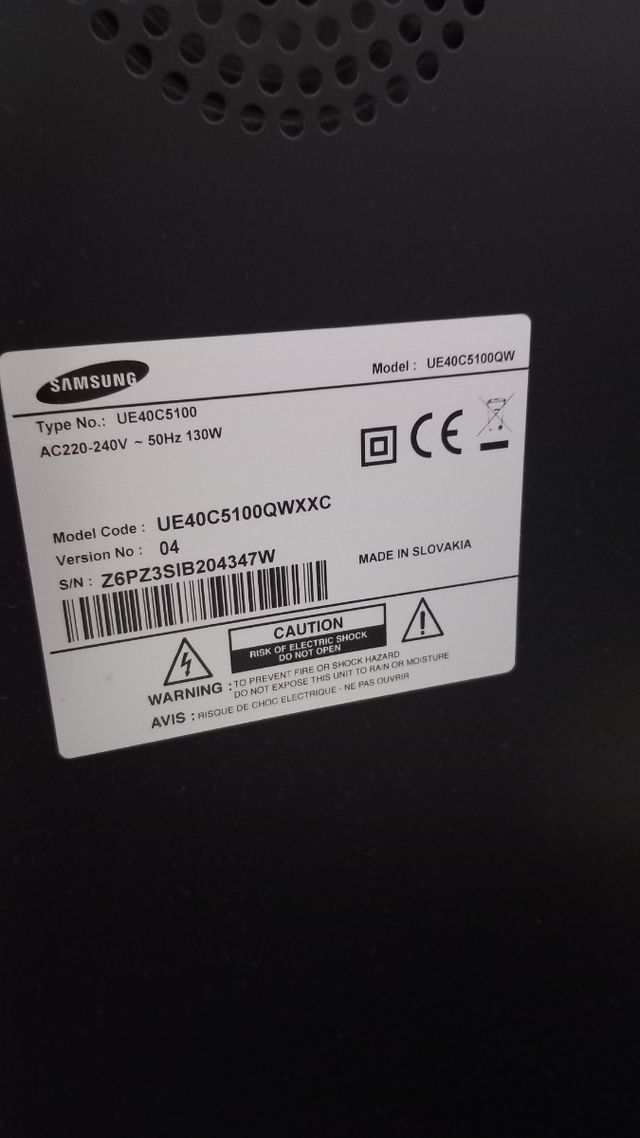 SAMSUNG
Model : UE40C5100QW
Type No.: UE40C5100
AC220-240V ~ 50Hz 130W
CE
Model Code : UE40C5100QWXXC
Version No : 04
MADE IN SLOVAKIA
S/N : Z6PZ3SIB204347W
CAUTION
RISK OF ELECTRIC SHOCK
DO NOT OPEN
WARNING : TO PREVENT FIRE OR SHOCK HAZARD
DO NOT EXPOSE THIS UNIT TO RAIN OR MOISTURE
AVIS : RISQUE DE CHOC ELECTRIQUE - NE PAS OUVRIR